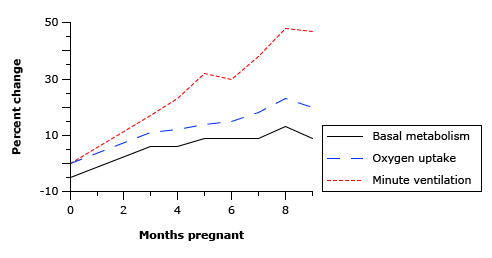 50
30
10
-10
Percent change
0
2
4
6
8
Months pregnant
Basal metabolism
Oxygen uptake
Minute ventilation